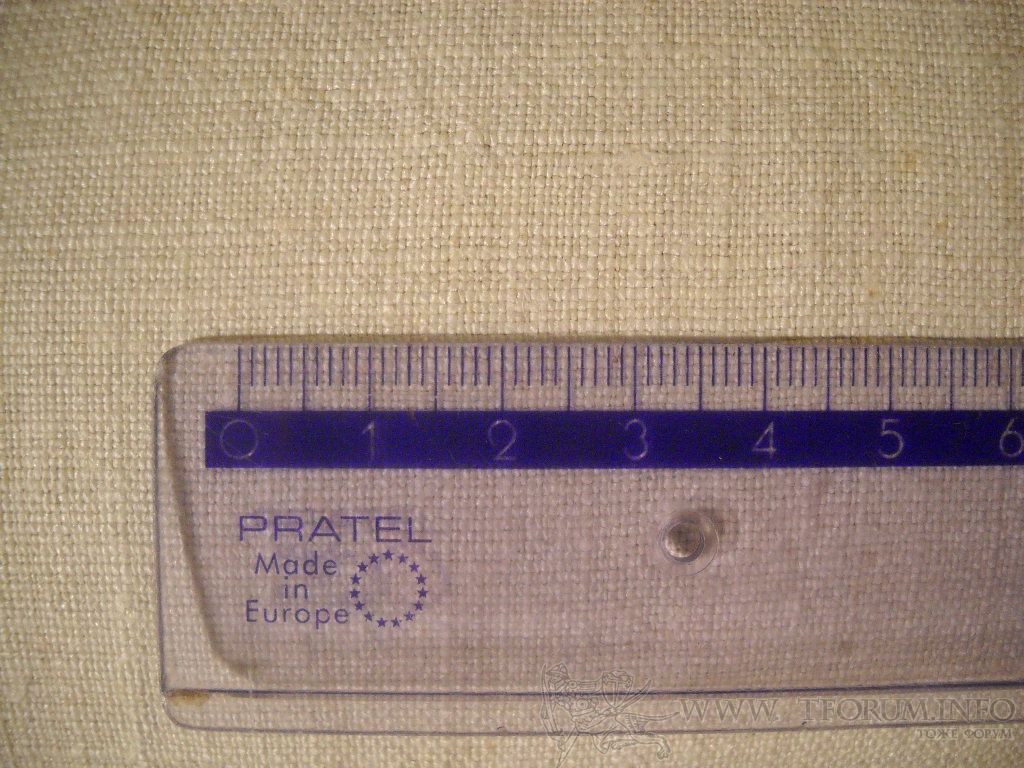 0 1 2 3 4 5 6
PRATEL
Made
in
Europe
WWW. TFORUM.INFO
ТОЖЕ ФОРУМ